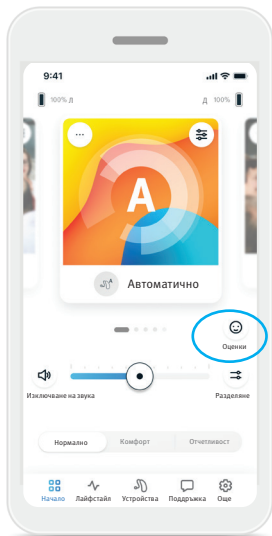 9:41
100% Д
Д 100%
A
A
Автоматично
Оценки
Изключване на звука
Разделяне
Нормално
Комфорт
Отчетливост
Начало
Лайфстайл
Устройства
Поддръжка
Още